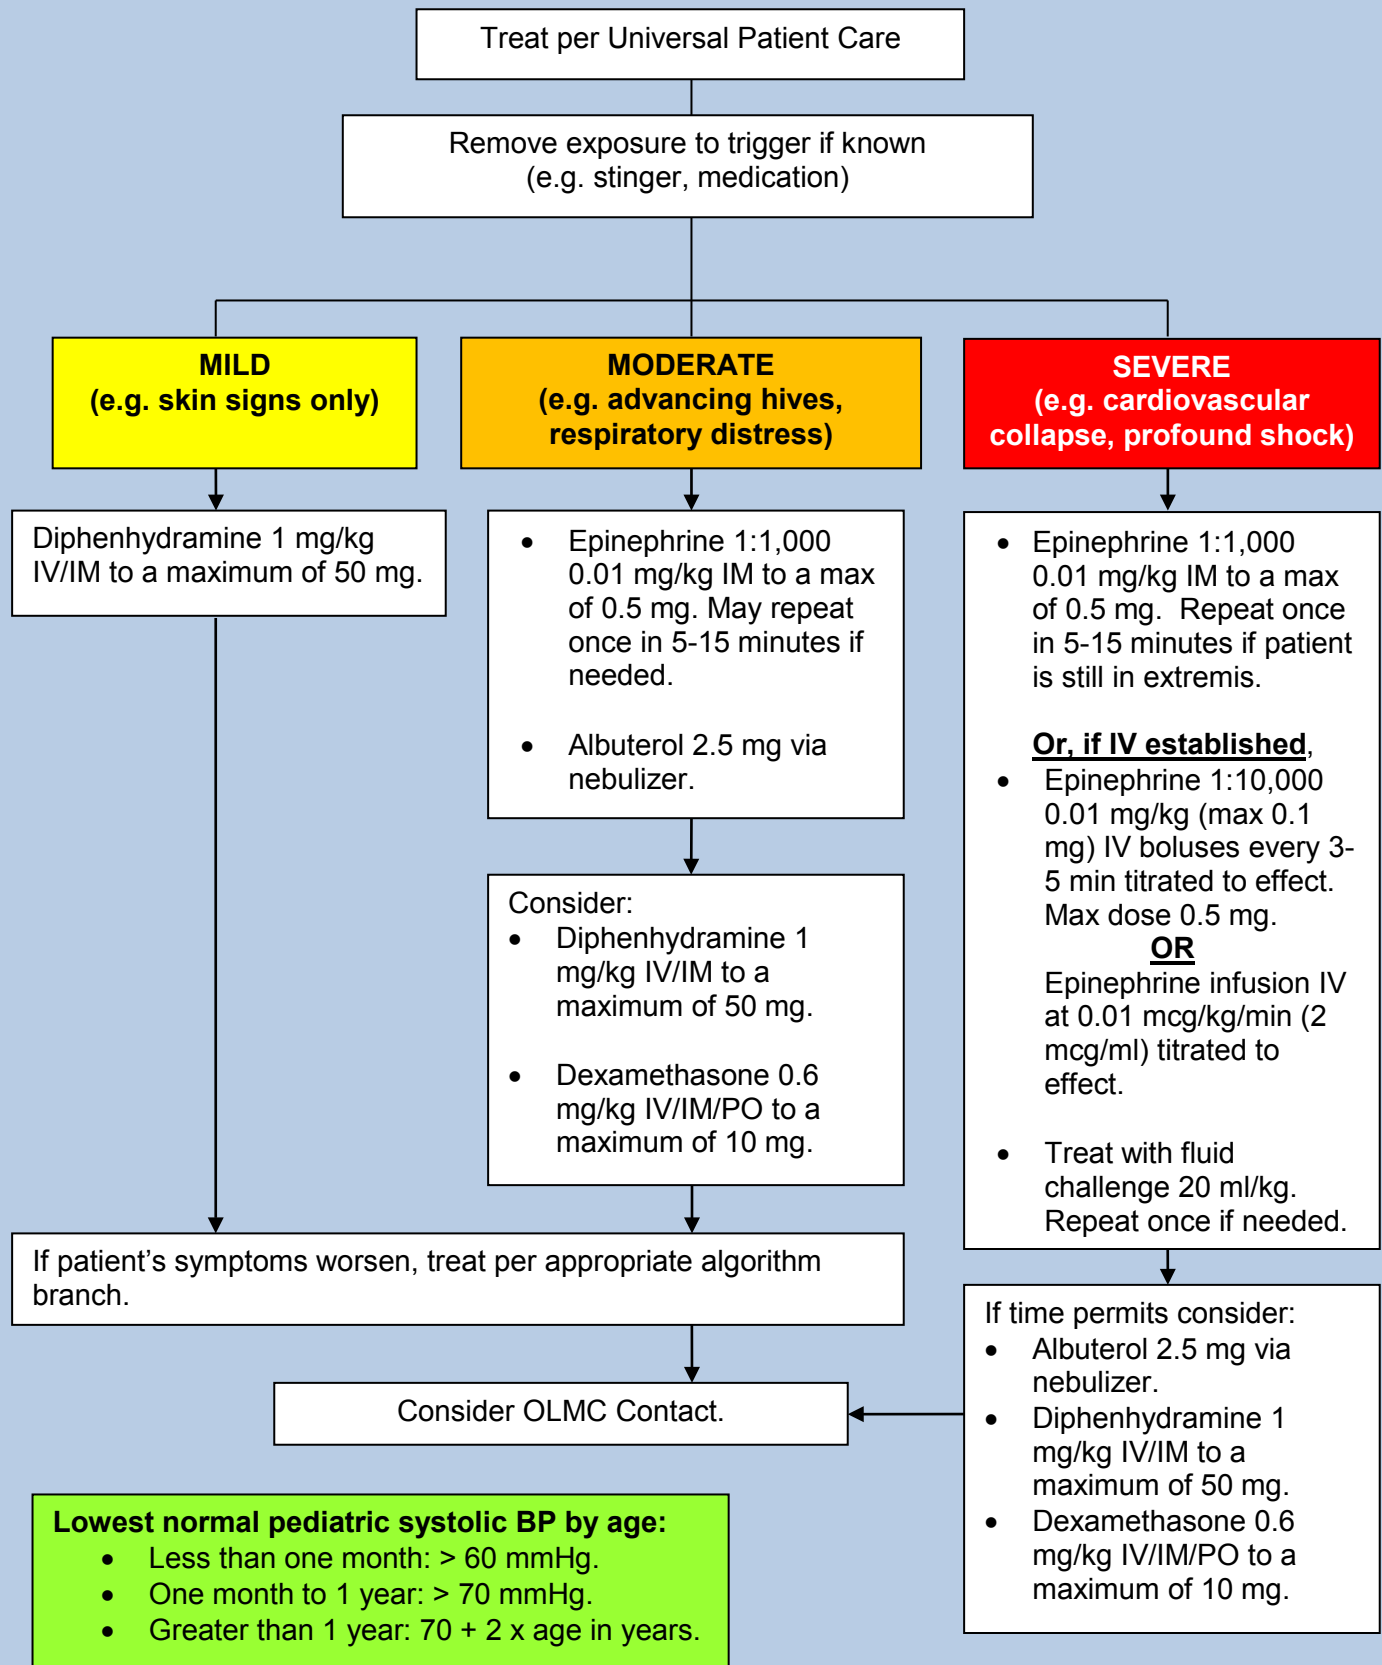 Treat per Universal Patient Care
Remove exposure to trigger if known
(e.g. stinger, medication)
MILD
(e.g. skin signs only)
MODERATE
(e.g. advancing hives,
respiratory distress)
SEVERE
(e.g. cardiovascular
collapse, profound shock)
Diphenhydramine 1 mg/kg
IV/IM to a maximum of 50 mg.
• Epinephrine 1:1,000
0.01 mg/kg IM to a max
of 0.5 mg. May repeat
once in 5-15 minutes if
needed.
• Albuterol 2.5 mg via
nebulizer.
Consider:
• Diphenhydramine 1
mg/kg IV/IM to a
maximum of 50 mg.
• Dexamethasone 0.6
mg/kg IV/IM/PO to a
maximum of 10 mg.
• Epinephrine 1:1,000
0.01 mg/kg IM to a max
of 0.5 mg. Repeat once
in 5-15 minutes if patient
is still in extremis.
Or, if IV established,
• Epinephrine 1:10,000
0.01 mg/kg (max 0.1
mg) IV boluses every 3-
5 min titrated to effect.
Max dose 0.5 mg.
OR
Epinephrine infusion IV
at 0.01 mcg/kg/min (2
mcg/ml) titrated to
effect.
• Treat with fluid
challenge 20 ml/kg.
Repeat once if needed.
If patient’s symptoms worsen, treat per appropriate algorithm
branch.
If time permits consider:
• Albuterol 2.5 mg via
nebulizer.
• Diphenhydramine 1
mg/kg IV/IM to a
maximum of 50 mg.
• Dexamethasone 0.6
mg/kg IV/IM/PO to a
maximum of 10 mg.
Consider OLMC Contact.
Lowest normal pediatric systolic BP by age:
• Less than one month: > 60 mmHg.
• One month to 1 year: > 70 mmHg.
• Greater than 1 year: 70 + 2 x age in years.